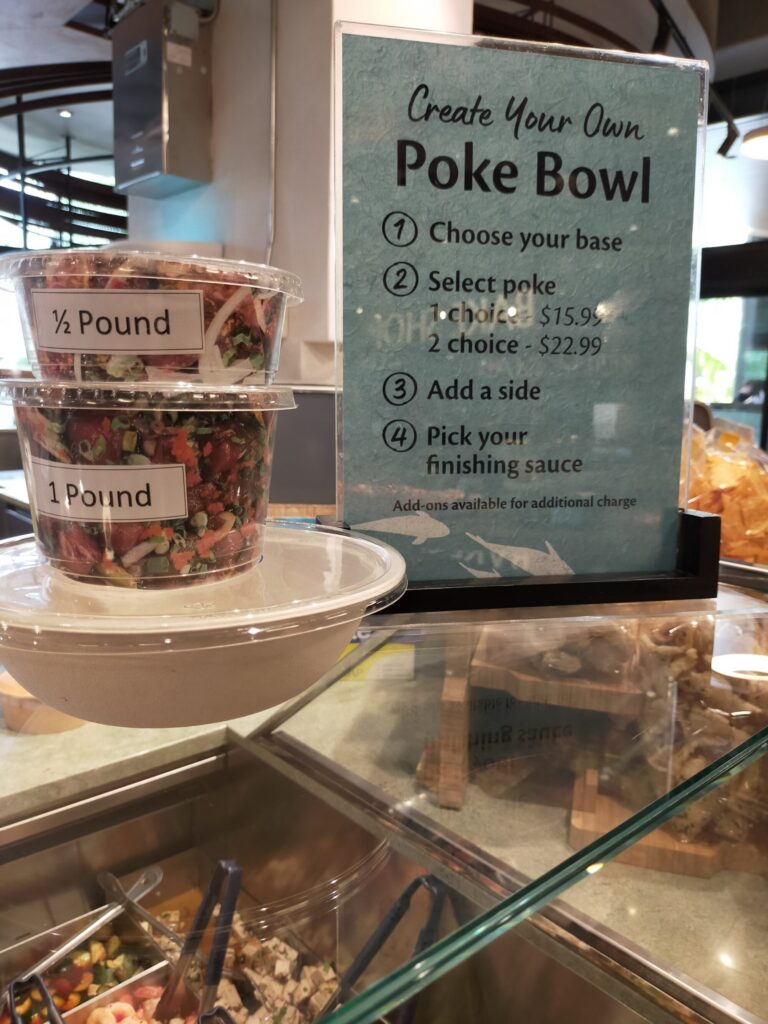 Create Your Own
Poke Bowl
1 Choose your base
2 Select poke
1 choice - $15.99
2 choice - $22.99
3 Add a side
4 Pick your
finishing sauce
Add-ons available for additional charge
½ Pound
1 Pound